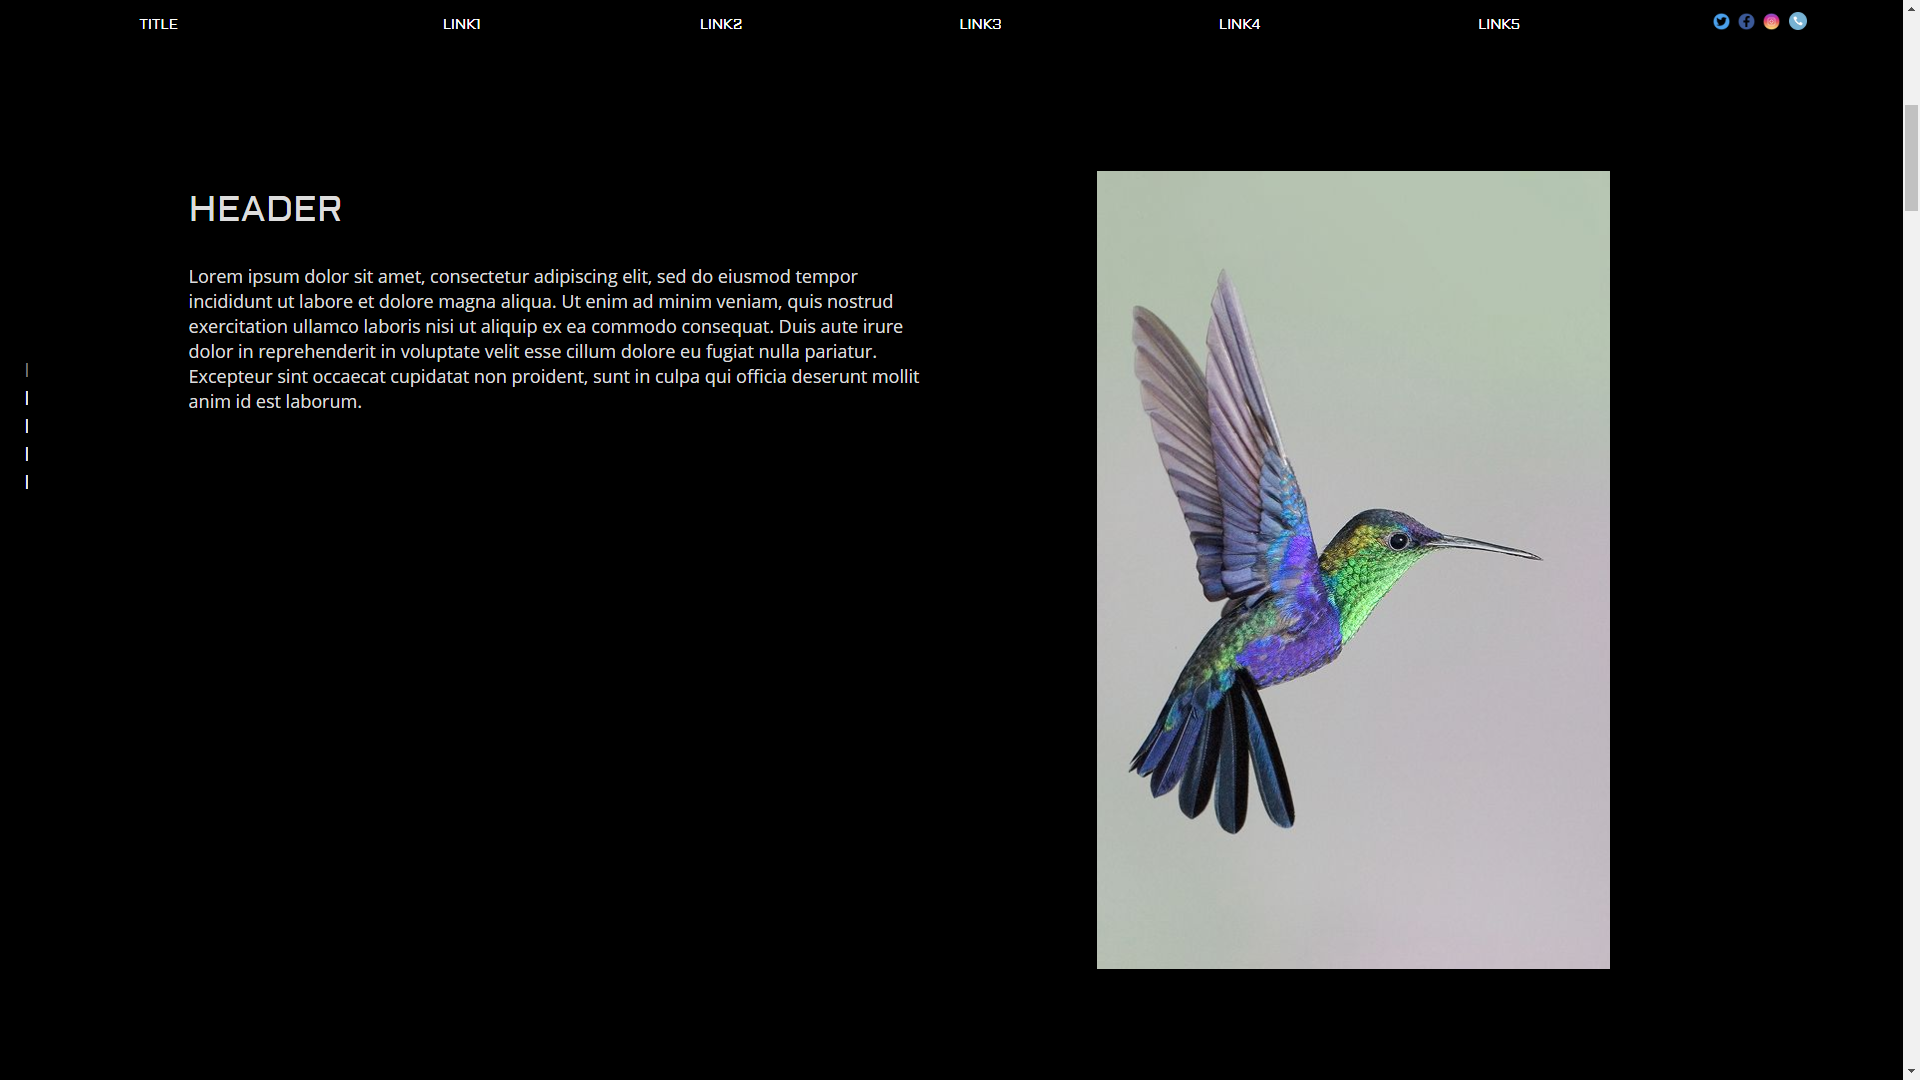 TITLE
LINK1
LINK2
LINK3
LINK4
LINK5
HEADER
Lorem ipsum dolor sit amet, consectetur adipiscing elit, sed do eiusmod tempor
incididunt ut labore et dolore magna aliqua. Ut enim ad minim veniam, quis nostrud
exercitation ullamco laboris nisi ut aliquip ex ea commodo consequat. Duis aute irure
dolor in reprehenderit in voluptate velit esse cillum dolore eu fugiat nulla pariatur.
Excepteur sint occaecat cupidatat non proident, sunt in culpa qui officia deserunt mollit
anim id est laborum.